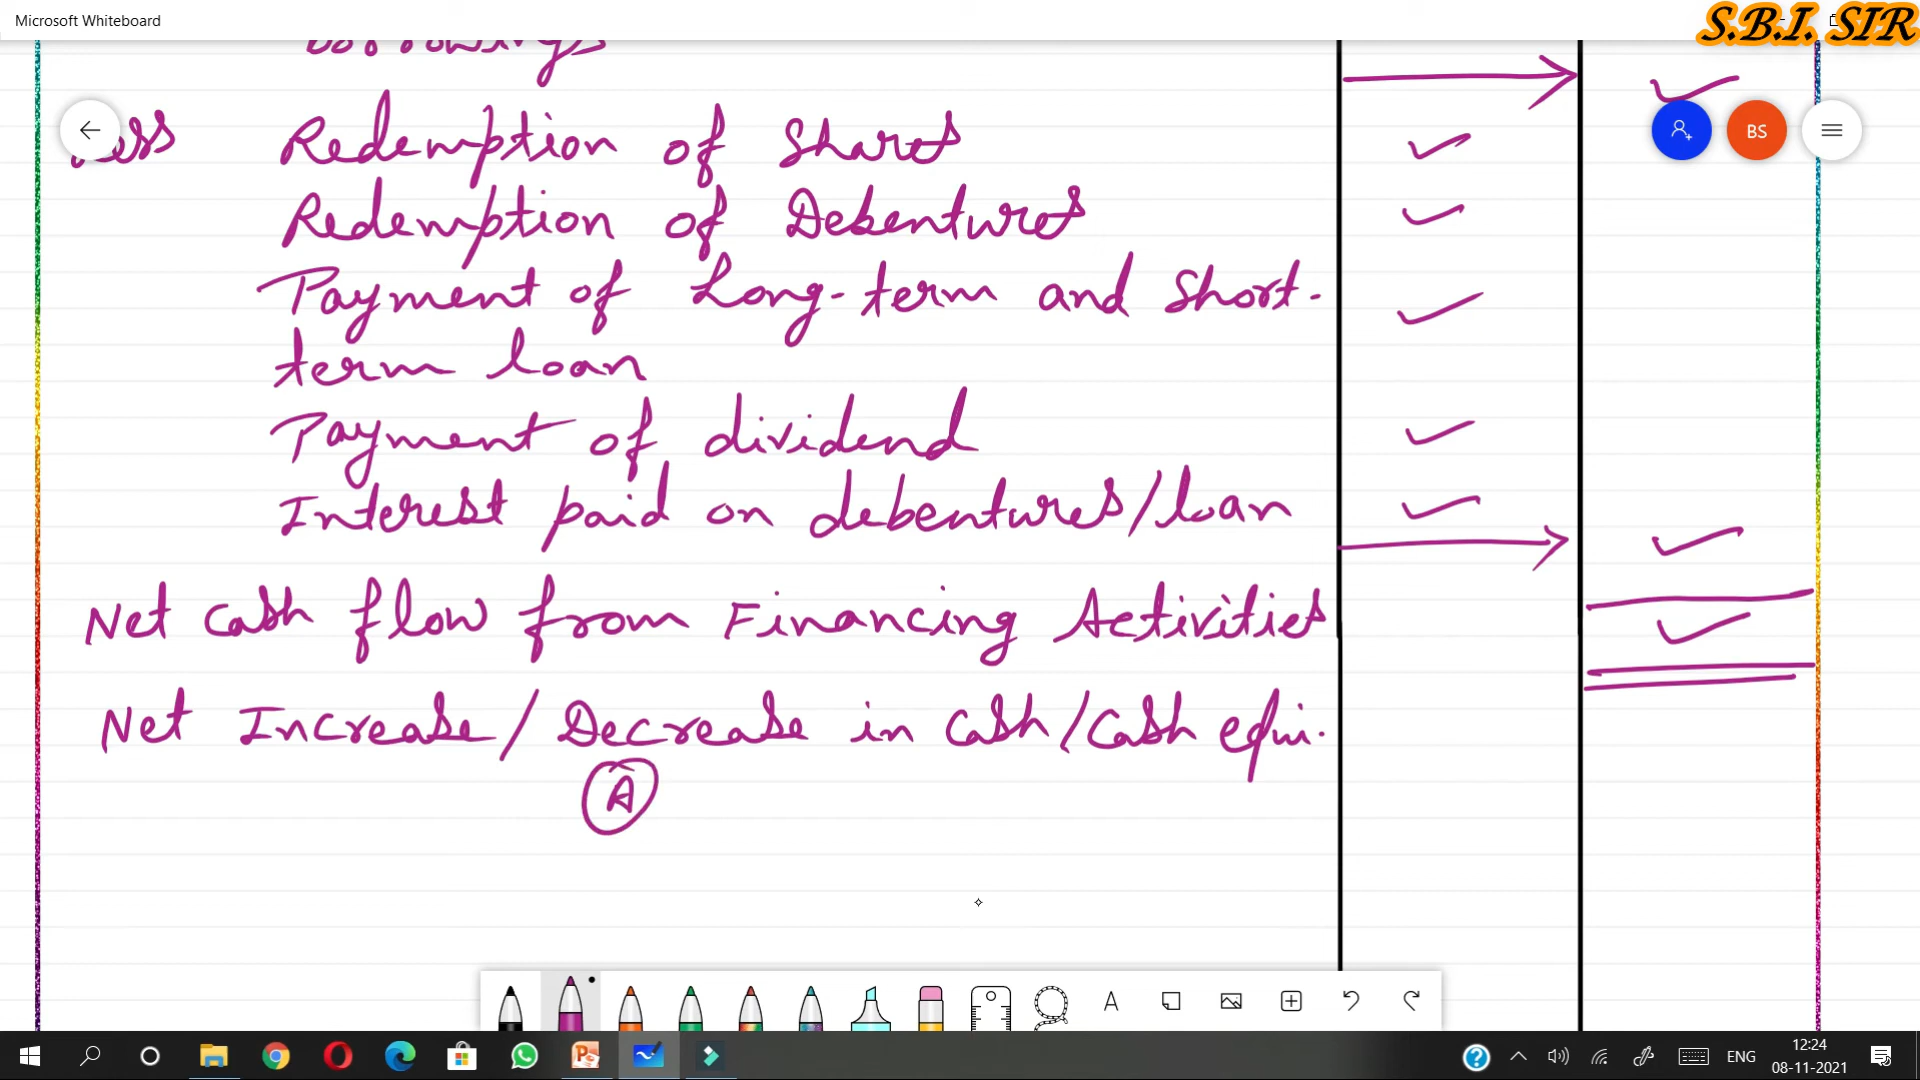 Microsoft Whiteboard
S.B.I. SIR
borrowings
Less Redemption of Shares
Redemption of Debentures
Payment of Long-term and Short-
term loan
Payment of dividend
Interest paid on debentures/loan
Net Cash flow from Financing Activities
Net Increase/Decrease in Cash/Cash equi.
A
BS
A
ENG
12:24
08-11-2021